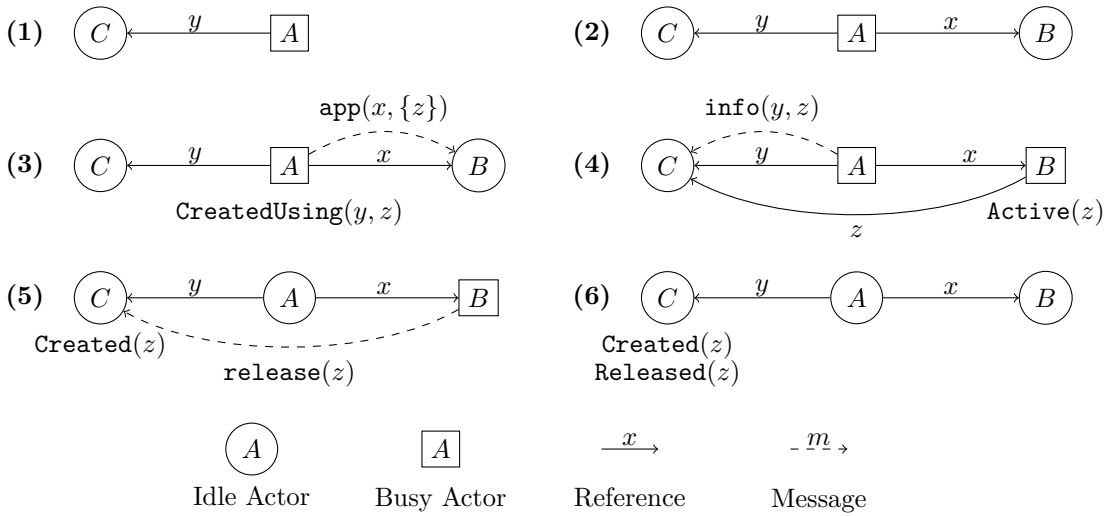 (1) C y A
(2) C y A x B
app(x, {z})
(3) C y A x B
CreatedUsing(y, z)
info(y, z)
(4) C y A x B
Active(z)
z
(5) C y A x B
Created(z)
release(z)
(6) C y A x B
Created(z)
Released(z)
A A x m
Idle Actor Busy Actor Reference Message